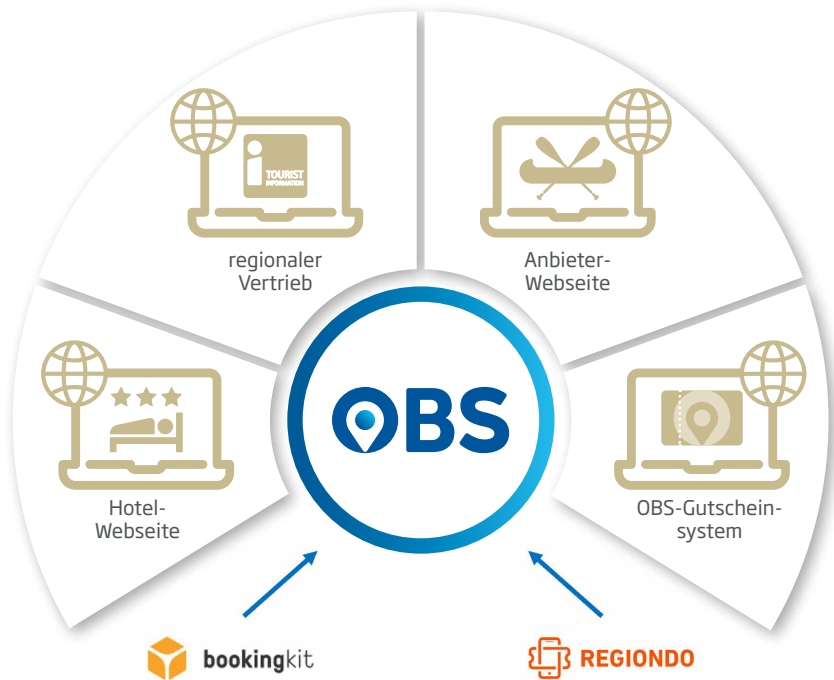 i
TOURIST
INFORMATION
regionaler
Vertrieb
Anbieter-
Webseite
Hotel-
Webseite
OBS
OBS-Gutschein-
system
bookingkit
REGIONDO